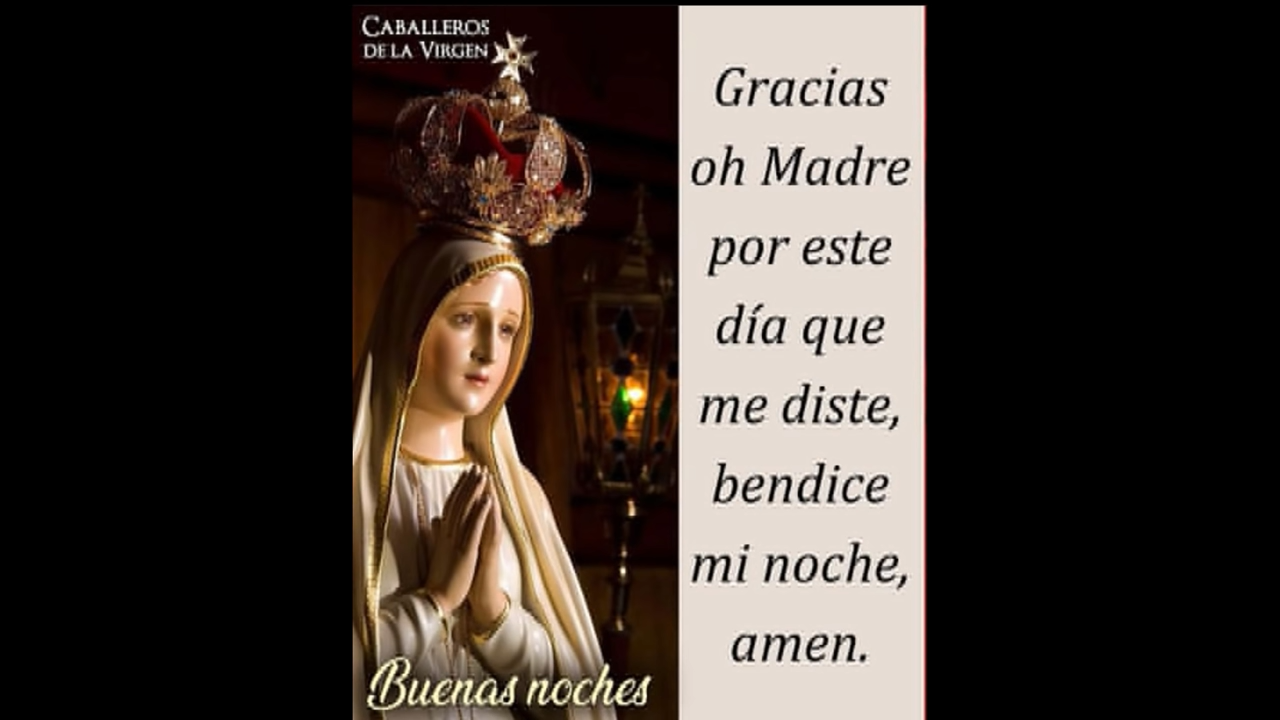 CABALLEROS
DE LA VIRGEN
Buenas noches
Gracias
oh Madre
por este
día que
me diste,
bendice
mi noche,
amen.